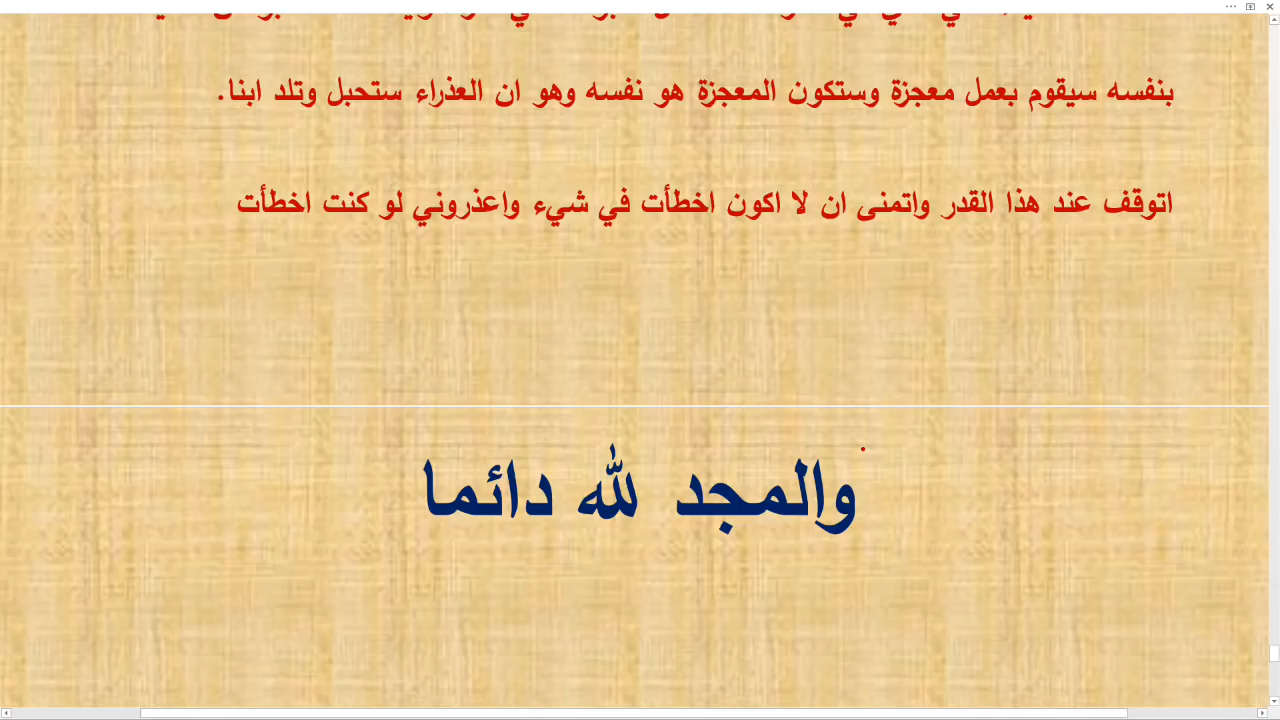 بنفسه سيقوم بعمل معجزة وستكون المعجزة هو نفسه وهو ان العذراء ستحبل وتلد ابنا.
اتوقف عند هذا القدر واتمنى ان لا اكون اخطأت في شيء واعذروني لو كنت اخطأت
والمجد لله دائما